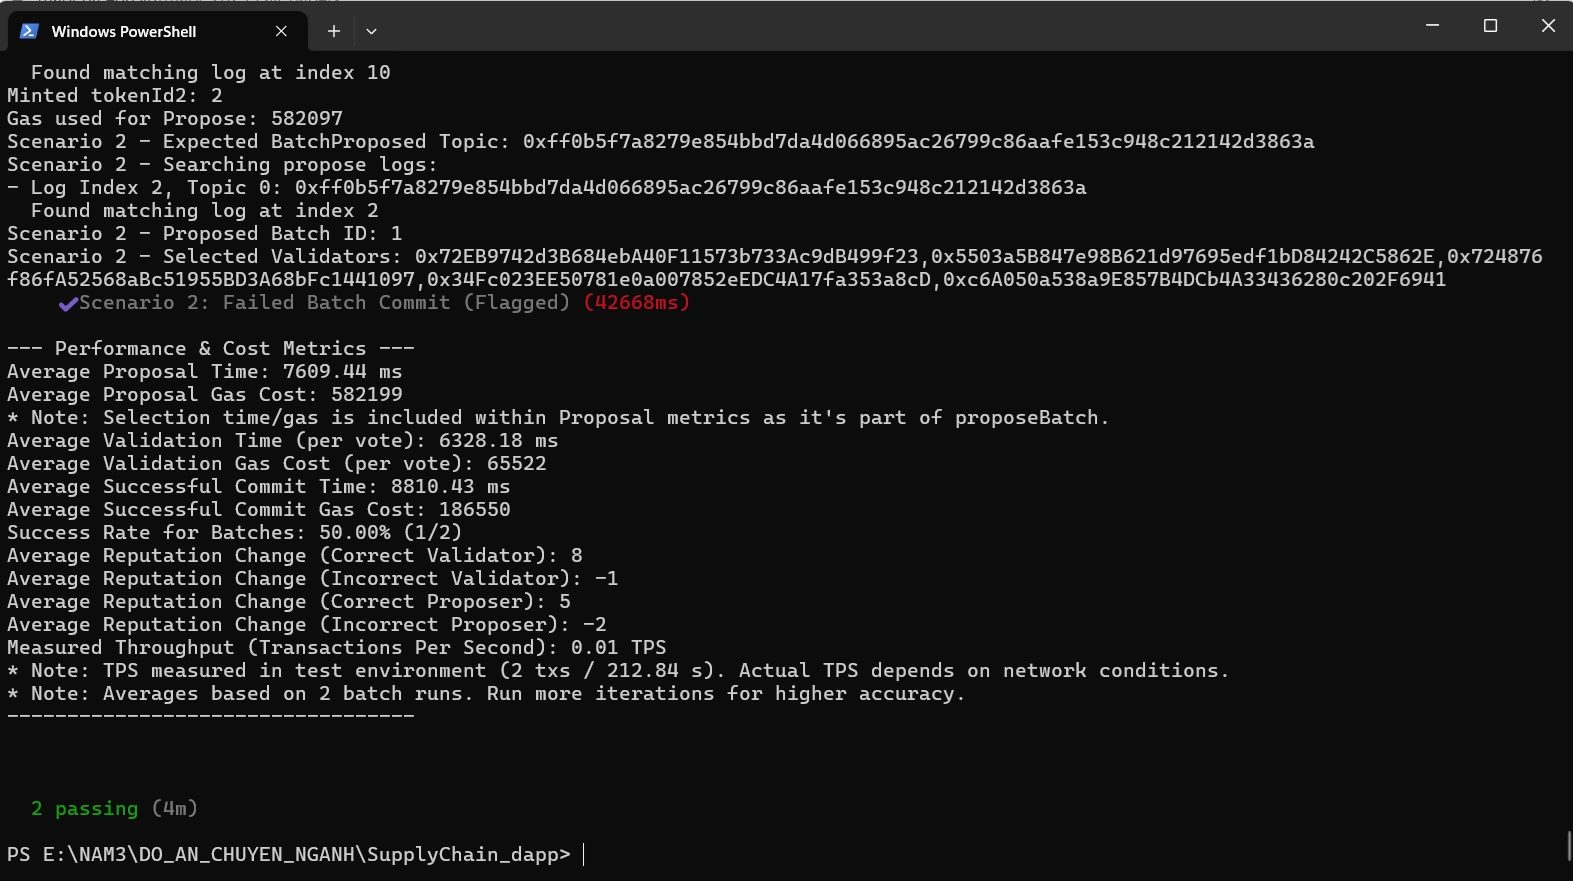 Windows PowerShell
Found matching log at index 10
Minted tokenId2: 2
Gas used for Propose: 582097
Scenario 2 - Expected BatchProposed Topic: 0xff0b5f7a8279e854bbd7da4d066895ac26799c86aafe153c948c212142d3863a
Scenario 2 - Searching propose logs:
- Log Index 2, Topic 0: 0xff0b5f7a8279e854bbd7da4d066895ac26799c86aafe153c948c212142d3863a
Found matching log at index 2
Scenario 2 - Proposed Batch ID: 1
Scenario 2 - Selected Validators: 0x72EB9742d3B684ebA40F11573b733Ac9dB499f23,0x5503a5B847e98B621d97695edf1bD84242C5862E,0x724876
f86fA52568aBc51955BD3A68bFc1441097,0x34Fc023EE50781e0a007852eEDC4A17fa353a8cD,0xc6A050a538a9E857B4DCb4A33436280c202F6941
✔Scenario 2: Failed Batch Commit (Flagged) (42668ms)
--- Performance & Cost Metrics ---
Average Proposal Time: 7609.44 ms
Average Proposal Gas Cost: 582199
* Note: Selection time/gas is included within Proposal metrics as it's part of proposeBatch.
Average Validation Time (per vote): 6328.18 ms
Average Validation Gas Cost (per vote): 65522
Average Successful Commit Time: 8810.43 ms
Average Successful Commit Gas Cost: 186550
Success Rate for Batches: 50.00% (1/2)
Average Reputation Change (Correct Validator): 8
Average Reputation Change (Incorrect Validator): -1
Average Reputation Change (Correct Proposer): 5
Average Reputation Change (Incorrect Proposer): -2
Measured Throughput (Transactions Per Second): 0.01 TPS
* Note: TPS measured in test environment (2 txs / 212.84 s). Actual TPS depends on network conditions.
* Note: Averages based on 2 batch runs. Run more iterations for higher accuracy.
----------------------------------
2 passing (4m)
PS E:\NAM3\DO_AN_CHUYEN_NGANH\SupplyChain_dapp>